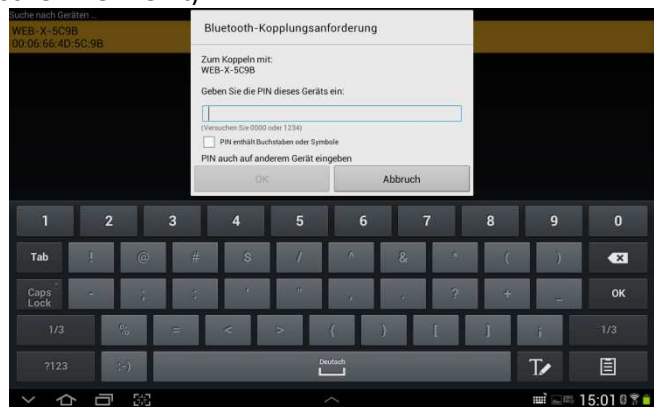 Suche nach Geräten ...
WEB-X-5C9B
00:06:66:4D:5C:9B
Bluetooth-Kopplungsanforderung
Zum Koppeln mit:
WEB-X-5C9B
Geben Sie die PIN dieses Geräts ein:
(Versuchen Sie 0000 oder 1234)
PIN enthält Buchstaben oder Symbole
PIN auch auf anderem Gerät eingeben
OK Abbruch
1 2 3 4 5 6 7 8 9 0
Tab ! @ # $ / ^ & * ( )
Caps Lock - ; : ' " , . ? + _ OK
1/3 % = < > { } [ ] ¡ 1/3
?123 :-) Deutsch
15:01